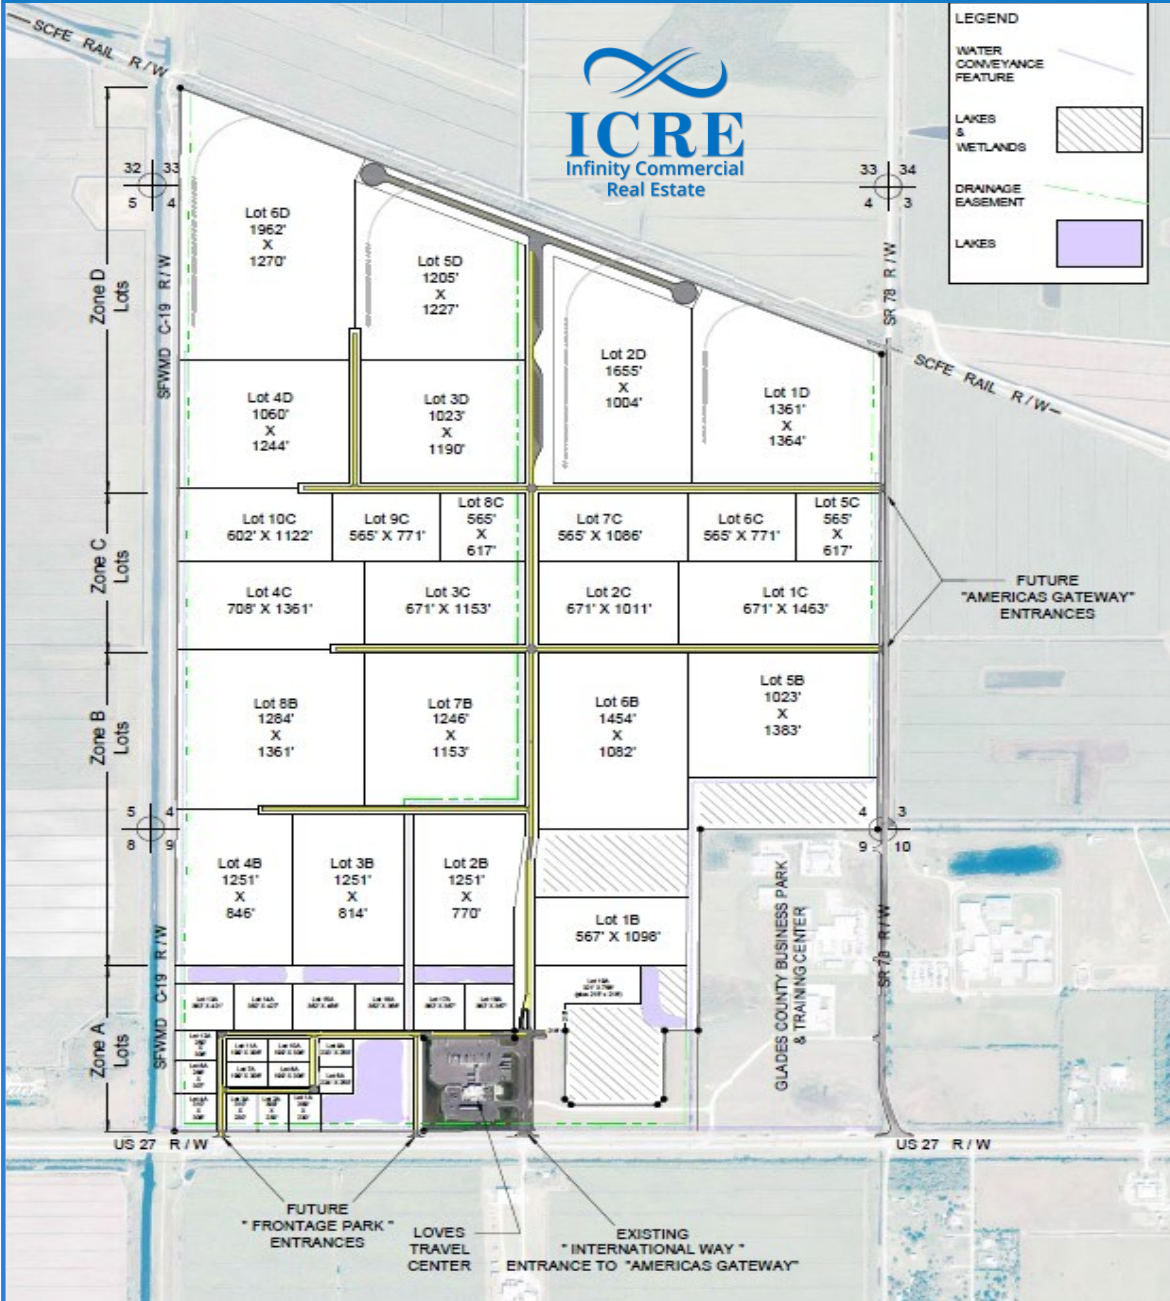 SCFE RAIL R/W
ICRE
Infinity Commercial
Real Estate
LEGEND
WATER
CONVEYANCE
FEATURE
LAKES
&
WETLANDS
DRAINAGE
EASEMENT
LAKES
32 33
5 4
33 34
4 3
Zone D
Lots
SFWMD C-19 R/W
SR 78 R/W
Lot 6D
1962'
X
1270'
Lot 5D
1205'
X
1227'
Lot 2D
1655'
X
1004'
Lot 1D
1361'
X
1364'
SCFE RAIL R/W
Lot 4D
1060'
X
1244'
Lot 3D
1023'
X
1190'
Zone C
Lots
Lot 10C
602' X 1122'
Lot 9C
565' X 771'
Lot 8C
565'
X
617'
Lot 7C
565' X 1086'
Lot 6C
565' X 771'
Lot 5C
565'
X
617'
Lot 4C
708' X 1361'
Lot 3C
671' X 1153'
Lot 2C
671' X 1011'
Lot 1C
671' X 1463'
FUTURE
"AMERICAS GATEWAY"
ENTRANCES
Zone B
Lots
Lot 8B
1284'
X
1361'
Lot 7B
1246'
X
1153'
Lot 6B
1454'
X
1082'
Lot 5B
1023'
X
1383'
5 4
8 9
4 3
9 10
Lot 4B
1251'
X
846'
Lot 3B
1251'
X
814'
Lot 2B
1251'
X
770'
Lot 1B
567' X 1098'
GLADES COUNTY BUSINESS PARK
& TRAINING CENTER
SR 78 R/W
SFWMD C-19 R/W
Zone A
Lots
US 27 R/W
US 27 R/W
FUTURE
" FRONTAGE PARK "
ENTRANCES
LOVES
TRAVEL
CENTER
EXISTING
" INTERNATIONAL WAY "
ENTRANCE TO "AMERICAS GATEWAY"